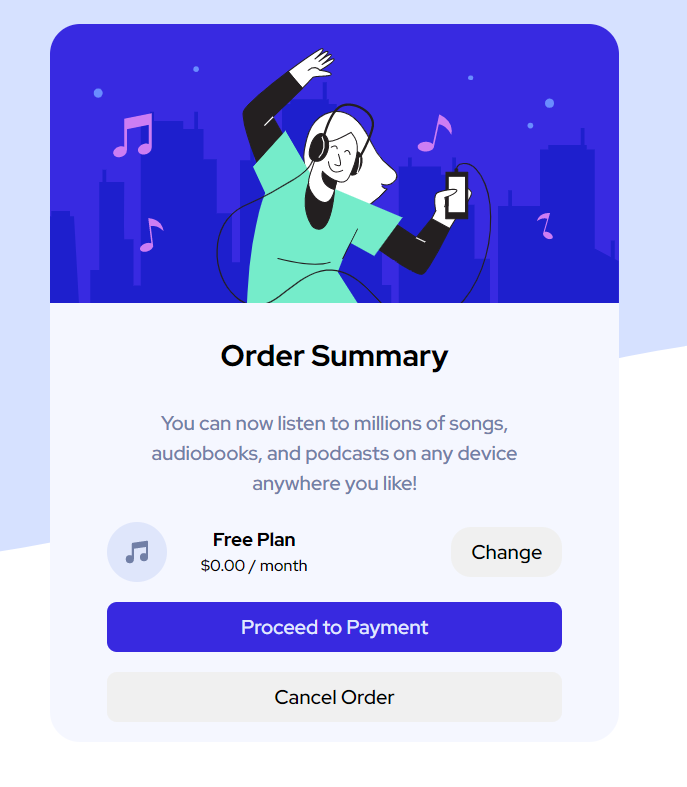 Order Summary
You can now listen to millions of songs,
audiobooks, and podcasts on any device
anywhere you like!
Free Plan
$0.00 / month
Change
Proceed to Payment
Cancel Order